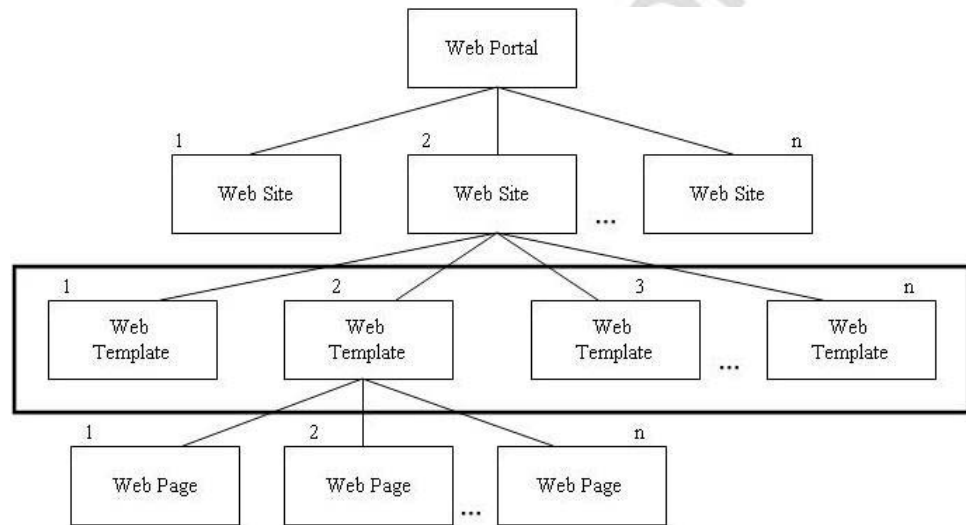 Web Portal
1 2 n
Web Site Web Site ... Web Site
1 2 3 n
Web Web Web Web
Template Template Template ... Template
1 2 n
Web Page Web Page ... Web Page